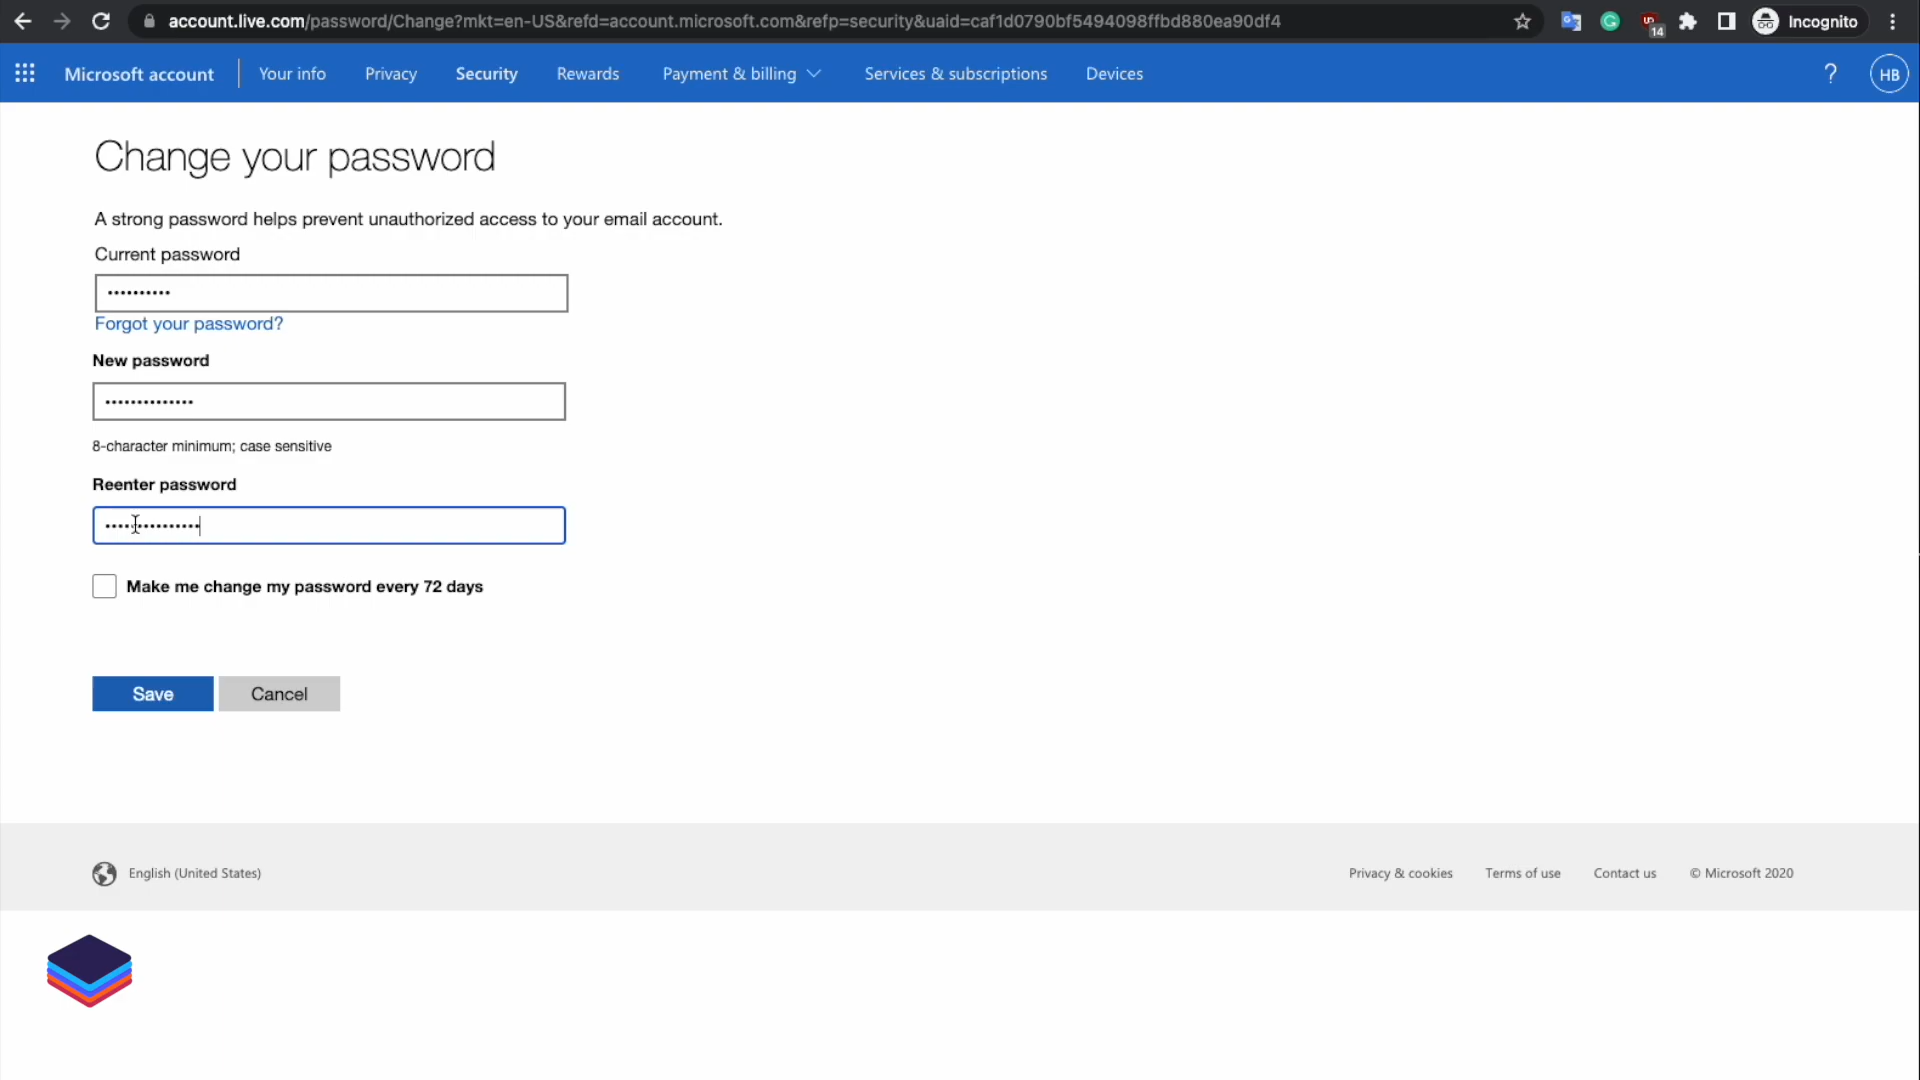 account.live.com/password/Change?mkt=en-US&refd=account.microsoft.com&refp=security&uaid=caf1d0790bf5494098ffbd880ea90df4
14
Incognito
Microsoft account
Your info
Privacy
Security
Rewards
Payment & billing
Services & subscriptions
Devices
?
HB
Change your password
A strong password helps prevent unauthorized access to your email account.
Current password
••••••••••
Forgot your password?
New password
••••••••••••••
8-character minimum; case sensitive
Reenter password
•••••••••••••••
Make me change my password every 72 days
Save
Cancel
English (United States)
Privacy & cookies
Terms of use
Contact us
© Microsoft 2020